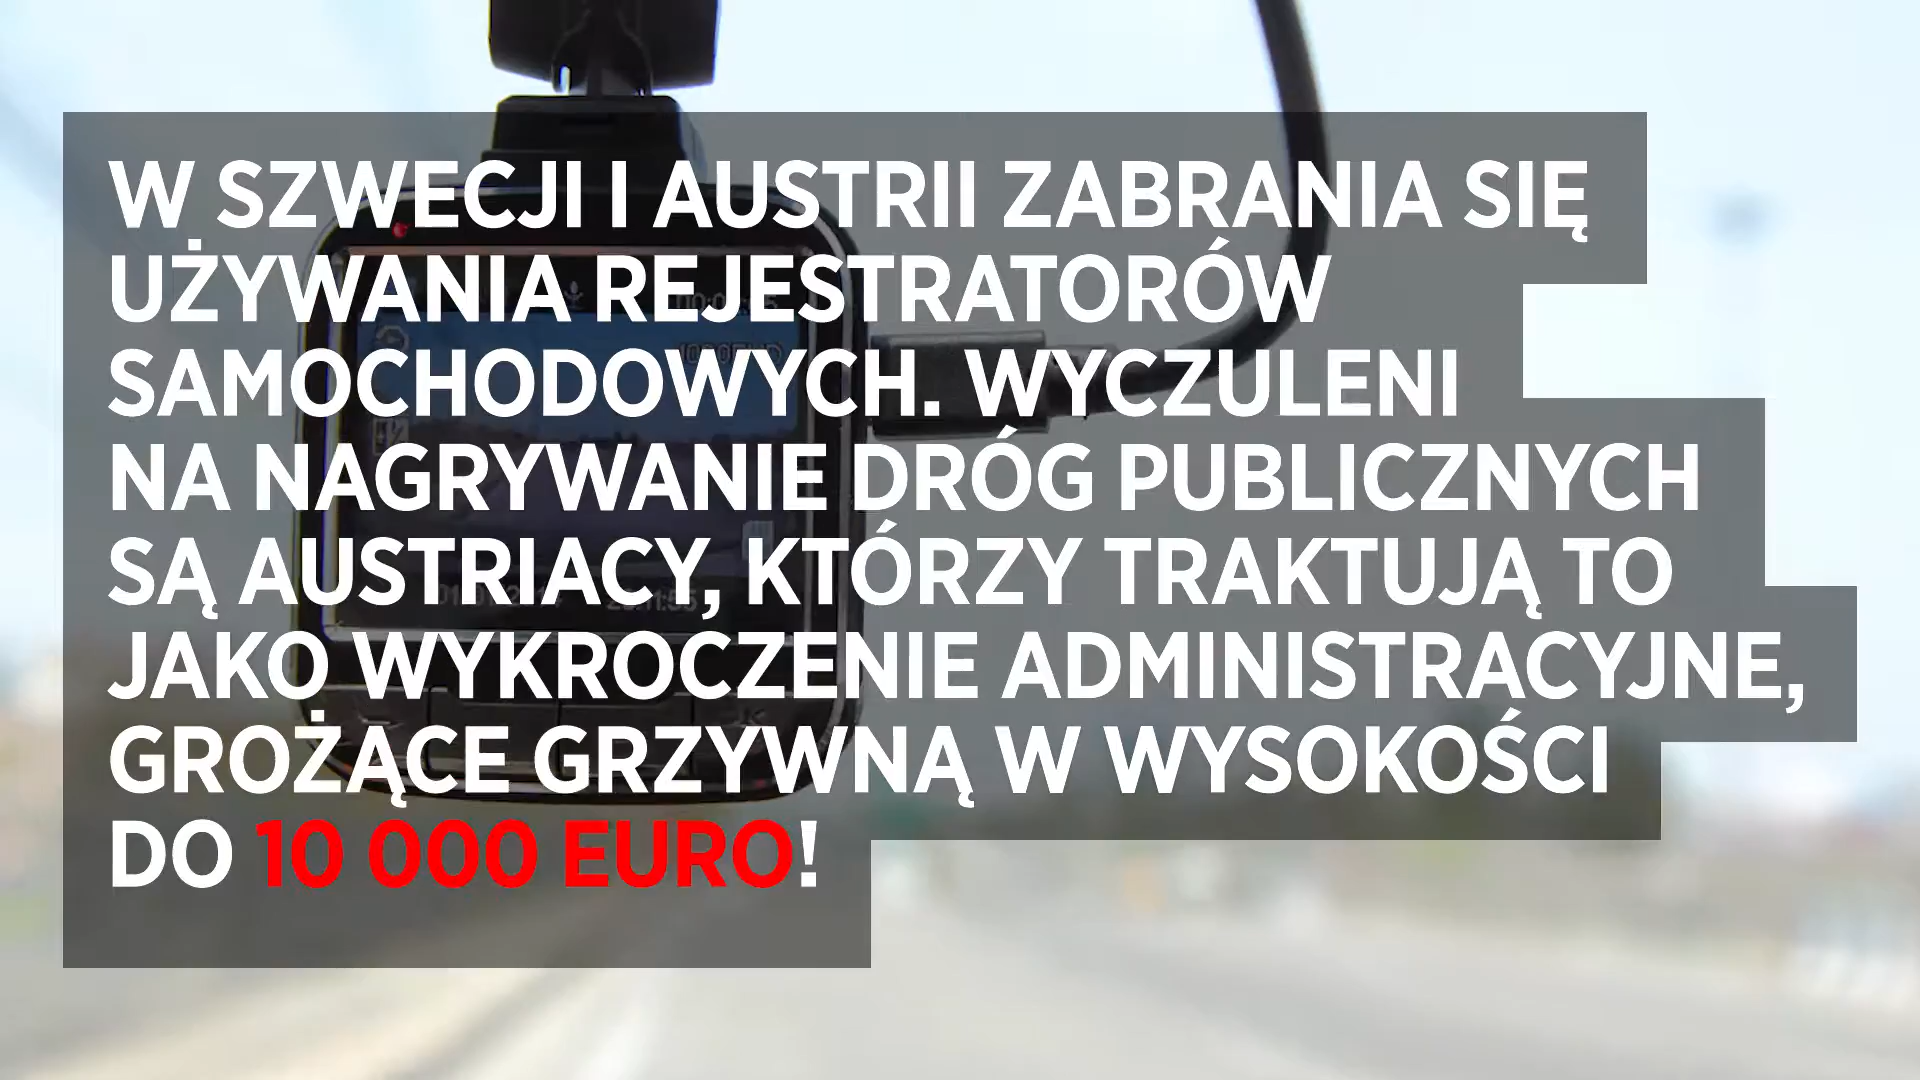 W SZWECJI I AUSTRII ZABRANIA SIĘ
UŻYWANIA REJESTRATORÓW
SAMOCHODOWYCH. WYCZULENI
NA NAGRYWANIE DRÓG PUBLICZNYCH
SĄ AUSTRIACY, KTÓRZY TRAKTUJĄ TO
JAKO WYKROCZENIE ADMINISTRACYJNE,
GROŻĄCE GRZYWNĄ W WYSOKOŚCI
DO 10 000 EURO!